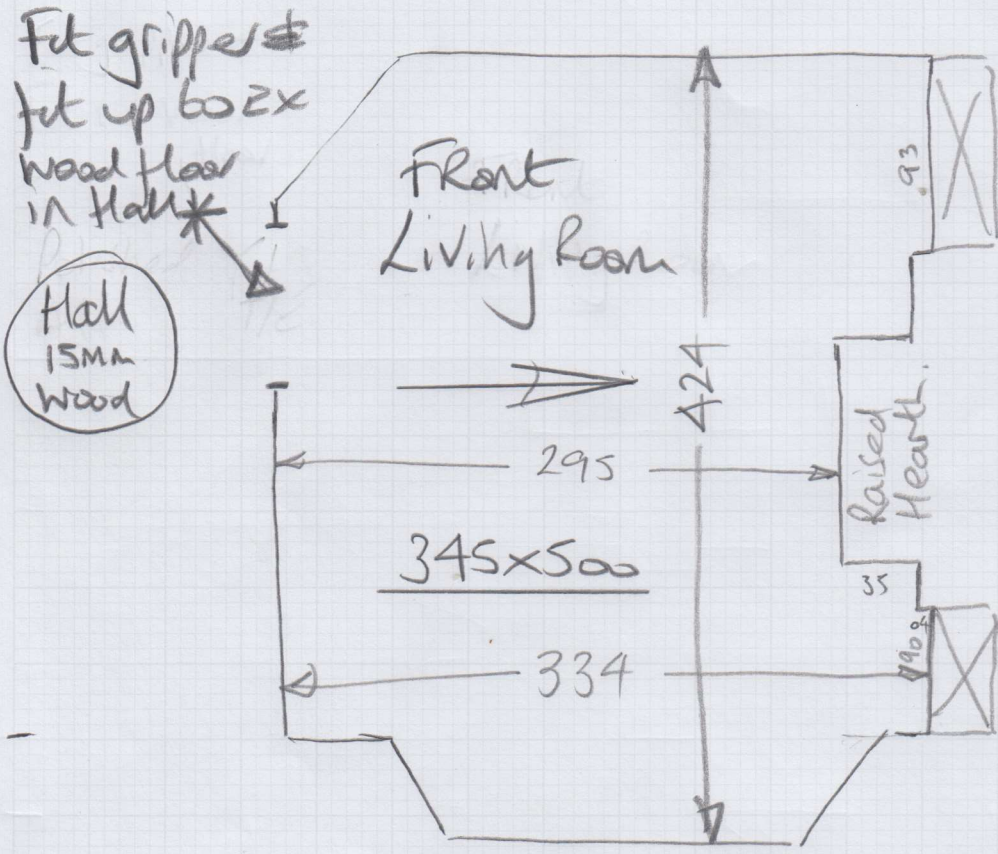 Fit gripper &
fit up to Ex
Wood floor
in Hall *
Hall
15MM
Wood
Front
Living Room
93
424
295
Raised
Hearth.
345x500
35
334